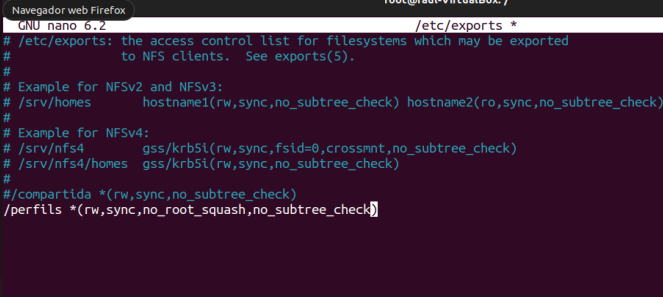 Navegador web Firefox
GNU nano 6.2 /etc/exports *
# /etc/exports: the access control list for filesystems which may be exported
# to NFS clients. See exports(5).
#
# Example for NFSv2 and NFSv3:
# /srv/homes hostname1(rw,sync,no_subtree_check) hostname2(ro,sync,no_subtree_check)
#
# Example for NFSv4:
# /srv/nfs4 gss/krb5i(rw,sync,fsid=0,crossmnt,no_subtree_check)
# /srv/nfs4/homes gss/krb5i(rw,sync,no_subtree_check)
#
#/compartida *(rw,sync,no_subtree_check)
/perfils *(rw,sync,no_root_squash,no_subtree_check)